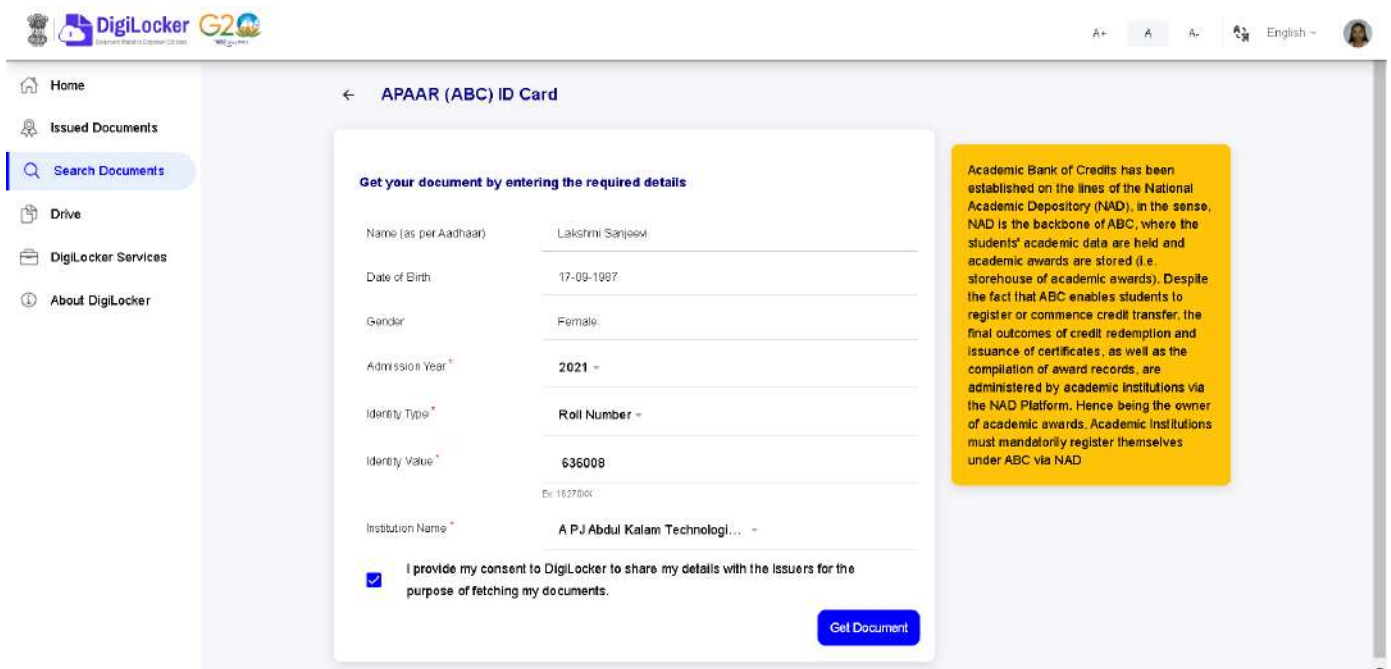 DigiLocker G20
A+ A A- English
Home
Issued Documents
Search Documents
Drive
DigiLocker Services
About DigiLocker
← APAAR (ABC) ID Card
Get your document by entering the required details
Name (as per Aadhaar) Lakshmi Sanjeevi
Date of Birth 17-09-1987
Gender Female
Admission Year * 2021
Identity Type * Roll Number
Identity Value * 636008
Institution Name * A P J Abdul Kalam Technologi...
I provide my consent to DigiLocker to share my details with the Issuers for the
purpose of fetching my documents.
Get Document
Academic Bank of Credits has been
established on the lines of the National
Academic Depository (NAD), in the sense,
NAD is the backbone of ABC, where the
students' academic data are held and
academic awards are stored (i.e.
storehouse of academic awards). Despite
the fact that ABC enables students to
register or commence credit transfer, the
final outcomes of credit redemption and
issuance of certificates, as well as the
compilation of award records, are
administered by academic institutions via
the NAD Platform. Hence being the owner
of academic awards, Academic Institutions
must mandatorily register themselves
under ABC via NAD